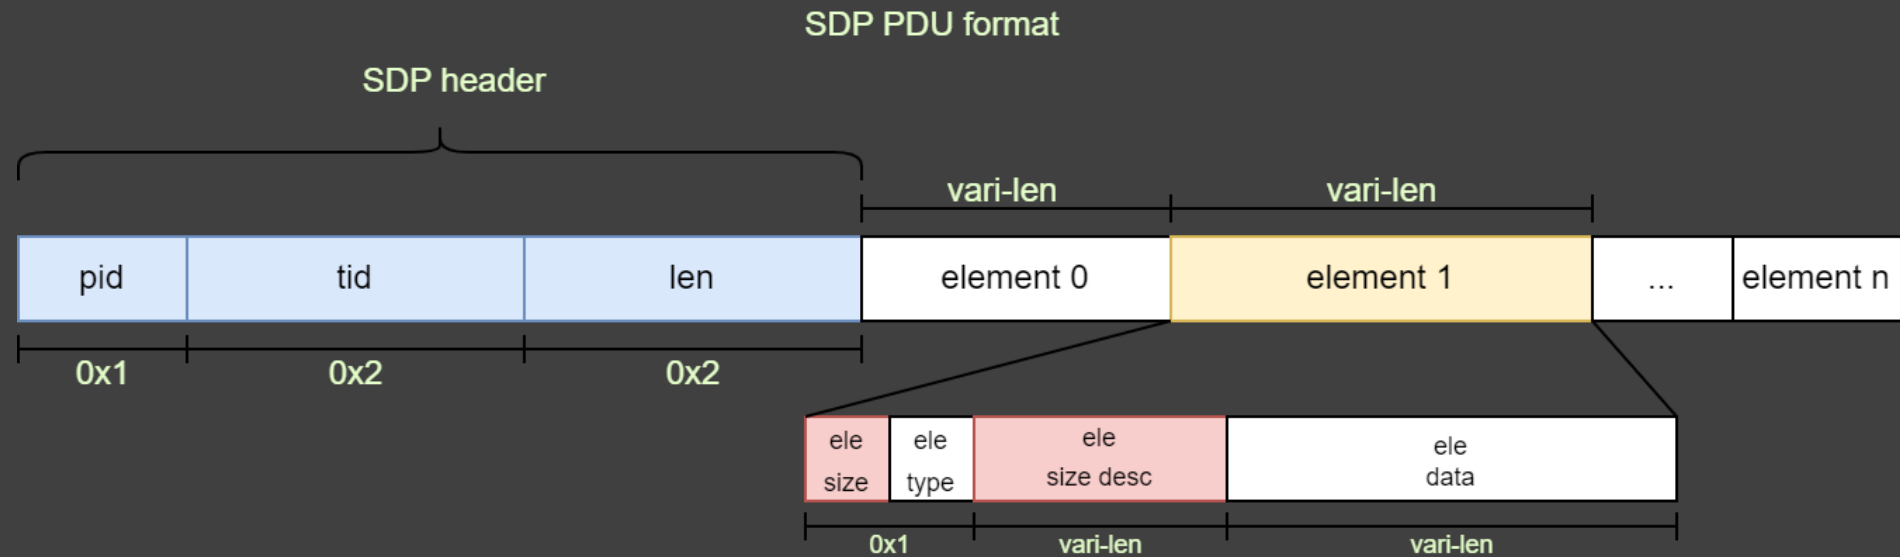 SDP PDU format
SDP header
vari-len
vari-len
pid
tid
len
element 0
element 1
...
element n
0x1
0x2
0x2
ele
size
ele
type
ele
size desc
ele
data
0x1
vari-len
vari-len